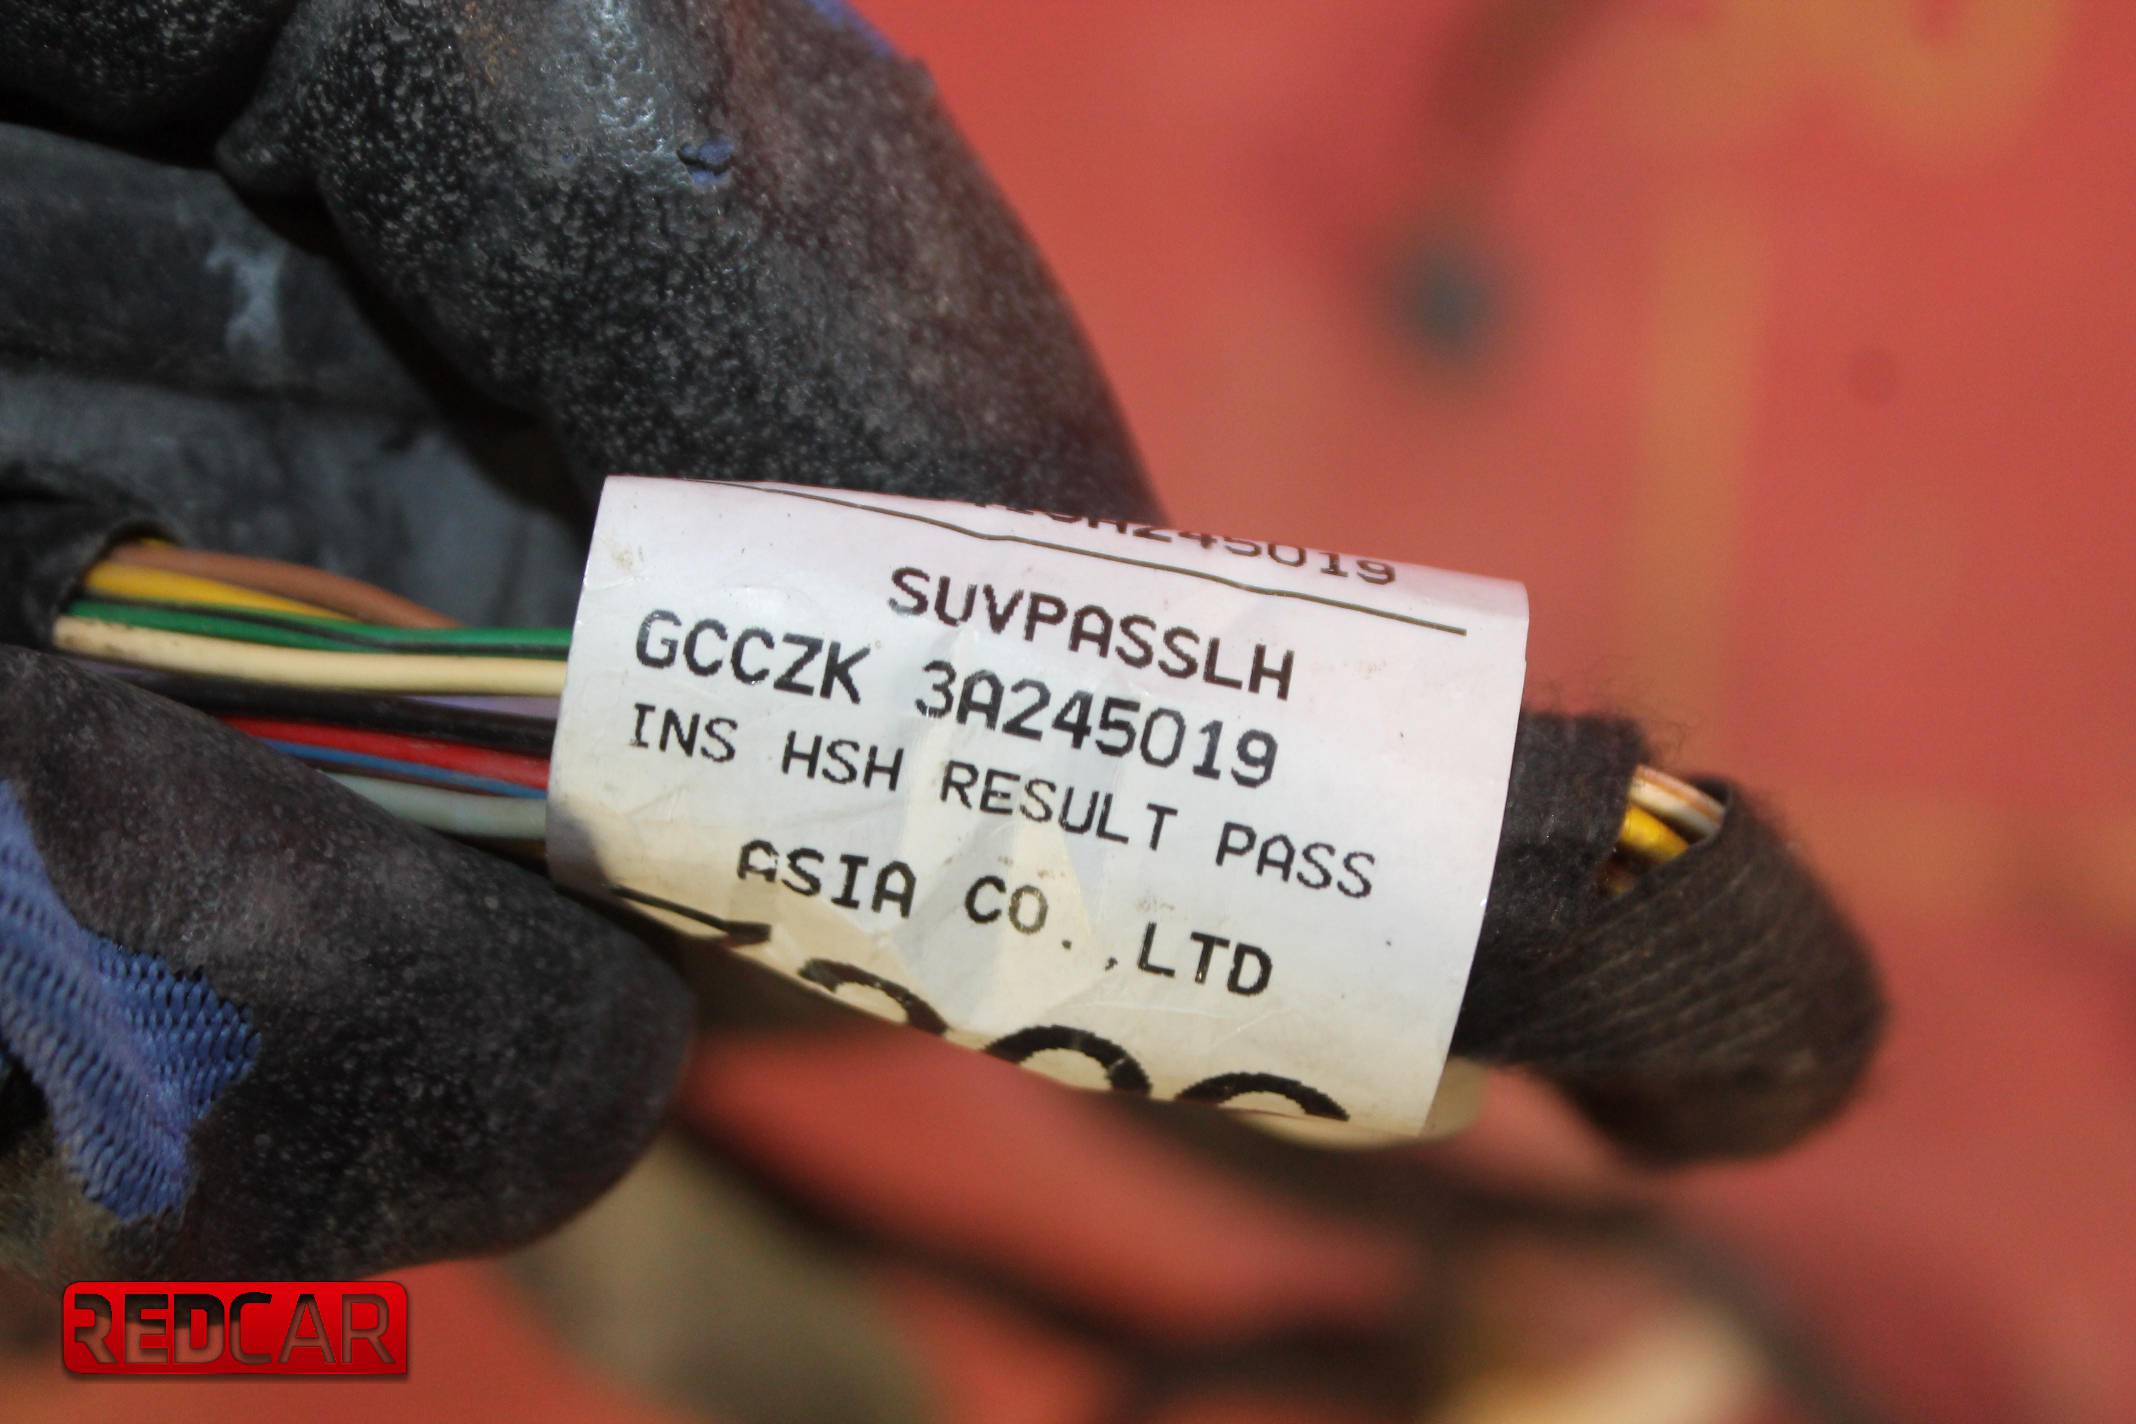 SUVPASSLH
GCCZK 3A245019
INS HSH RESULT PASS
ASIA CO.,LTD
REDCAR